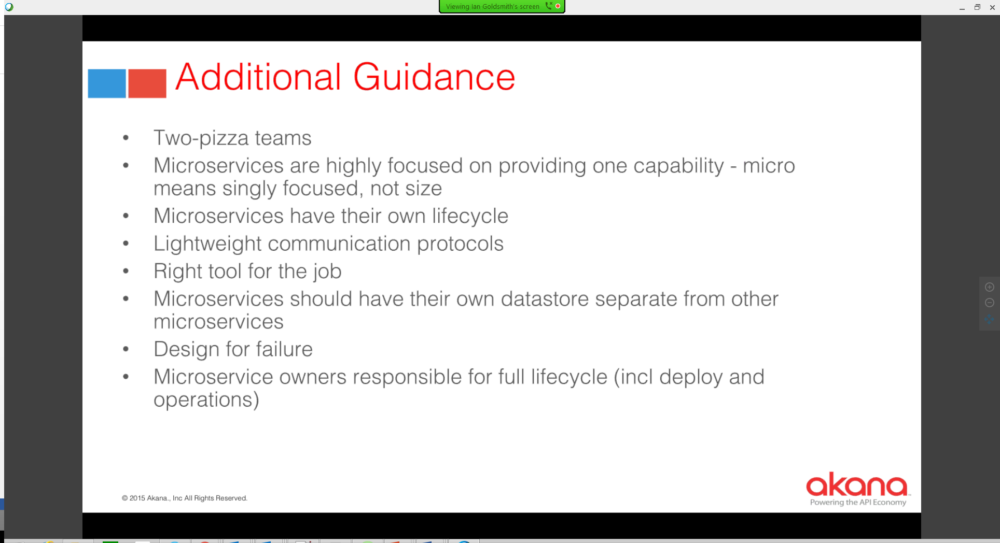 Viewing Ian Goldsmith's screen
Additional Guidance
• Two-pizza teams
• Microservices are highly focused on providing one capability - micro
means singly focused, not size
• Microservices have their own lifecycle
• Lightweight communication protocols
• Right tool for the job
• Microservices should have their own datastore separate from other
microservices
• Design for failure
• Microservice owners responsible for full lifecycle (incl deploy and
operations)
© 2015 Akana., Inc All Rights Reserved.
akana™
Powering the API Economy